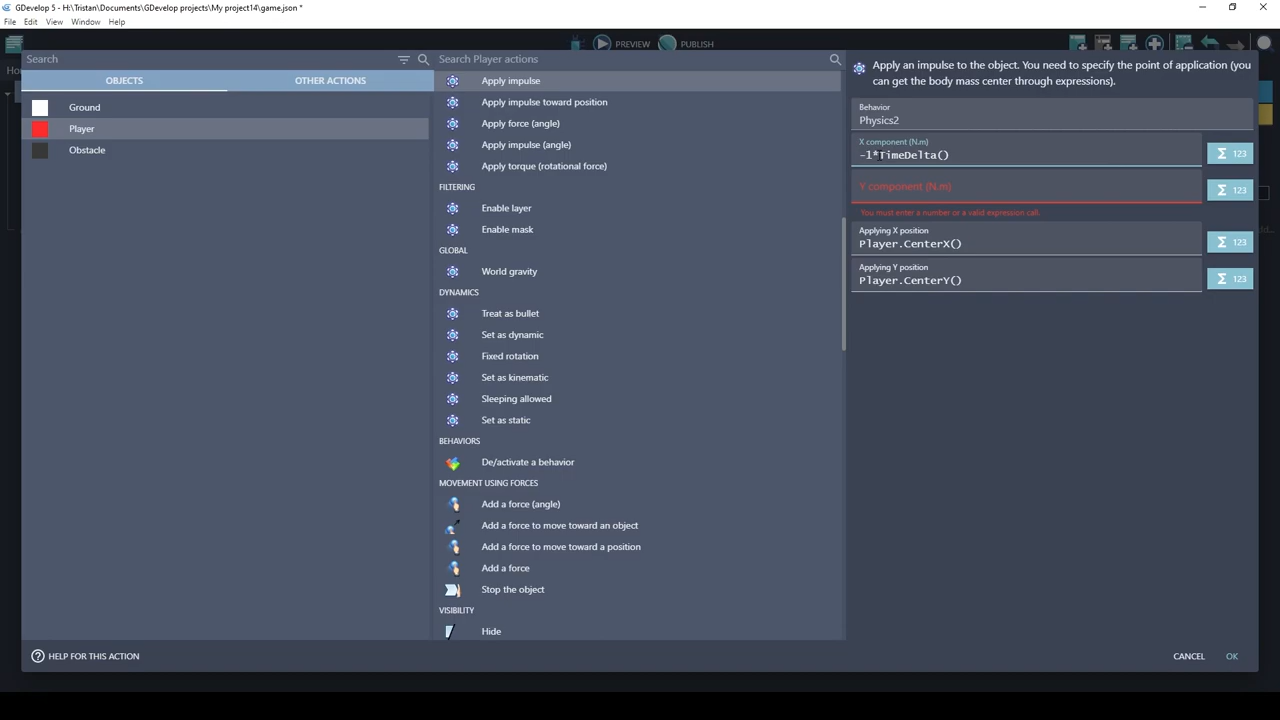 GDevelop 5 - H:\Tristan\Documents\GDevelop projects\My project14\game.json *
File Edit View Window Help
PREVIEW PUBLISH
Search
OBJECTS OTHER ACTIONS
Ground
Player
Obstacle
Search Player actions
Apply impulse
Apply impulse toward position
Apply force (angle)
Apply impulse (angle)
Apply torque (rotational force)
FILTERING
Enable layer
Enable mask
GLOBAL
World gravity
DYNAMICS
Treat as bullet
Set as dynamic
Fixed rotation
Set as kinematic
Sleeping allowed
Set as static
BEHAVIORS
De/activate a behavior
MOVEMENT USING FORCES
Add a force (angle)
Add a force to move toward an object
Add a force to move toward a position
Add a force
Stop the object
VISIBILITY
Hide
Apply an impulse to the object. You need to specify the point of application (you
can get the body mass center through expressions).
Behavior
Physics2
X component (N.m)
-1*TimeDelta()
Σ 123
Y component (N.m)
Σ 123
You must enter a number or a valid expression call.
Applying X position
Player.CenterX()
Σ 123
Applying Y position
Player.CenterY()
Σ 123
HELP FOR THIS ACTION
CANCEL OK